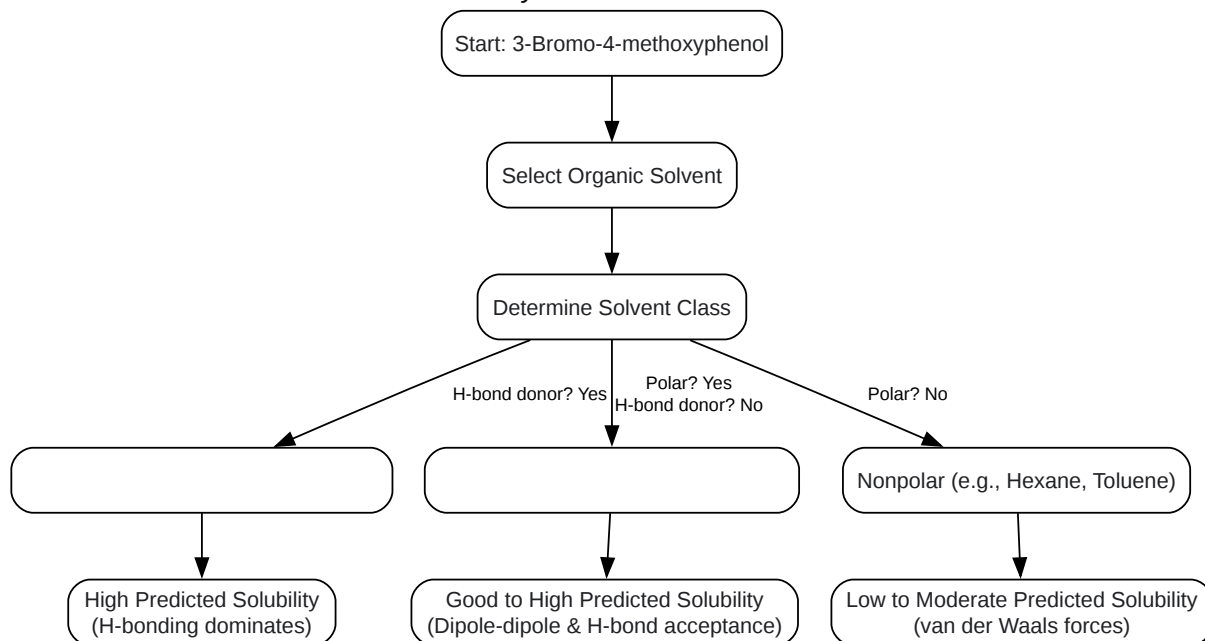 Start: 3-Bromo-4-methoxyphenol
Select Organic Solvent
Determine Solvent Class
H-bond donor? Yes
Polar? Yes
H-bond donor? No
Polar? No
Nonpolar (e.g., Hexane, Toluene)
High Predicted Solubility
(H-bonding dominates)
Good to High Predicted Solubility
(Dipole-dipole & H-bond acceptance)
Low to Moderate Predicted Solubility
(van der Waals forces)